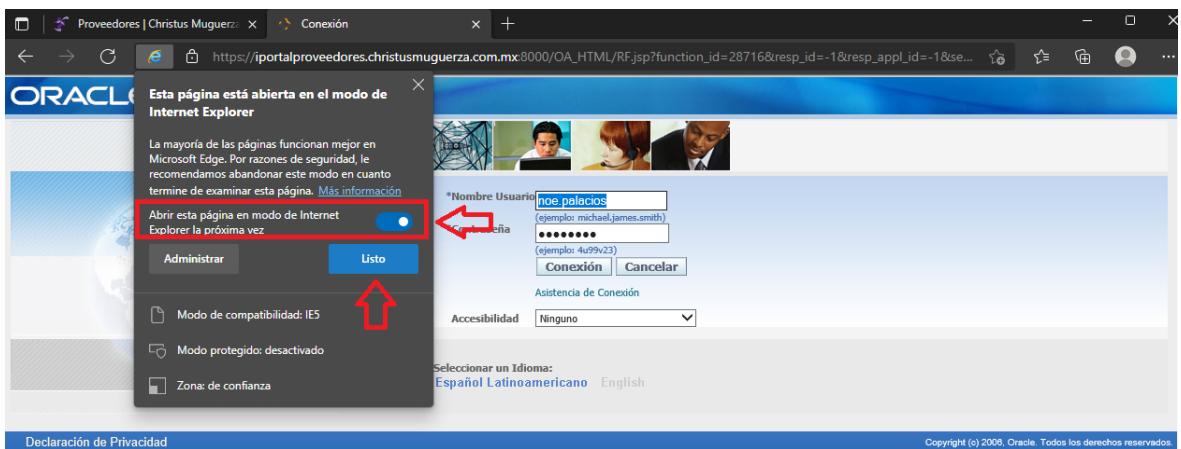 Proveedores | Christus Muguerza
Conexión
https://iportalproveedores.christusmuguerza.com.mx:8000/OA_HTML/RF.jsp?function_id=28716&resp_id=-1&resp_appl_id=-1&se...
ORACLE
Esta página está abierta en el modo de
Internet Explorer
La mayoría de las páginas funcionan mejor en
Microsoft Edge. Por razones de seguridad, le
recomendamos abandonar este modo en cuanto
termine de examinar esta página. Más información
Abrir esta página en modo de Internet
Explorer la próxima vez
Administrar Listo
Modo de compatibilidad: IE5
Modo protegido: desactivado
Zona: de confianza
*Nombre Usuario noe.palacios
(ejemplo: michael.james.smith)
*Contraseña ●●●●●●●●
(ejemplo: 4u99v23)
Conexión Cancelar
Asistencia de Conexión
Accesibilidad Ninguno
Seleccionar un Idioma:
Español Latinoamericano English
Declaración de Privacidad Copyright (c) 2006, Oracle. Todos los derechos reservados.